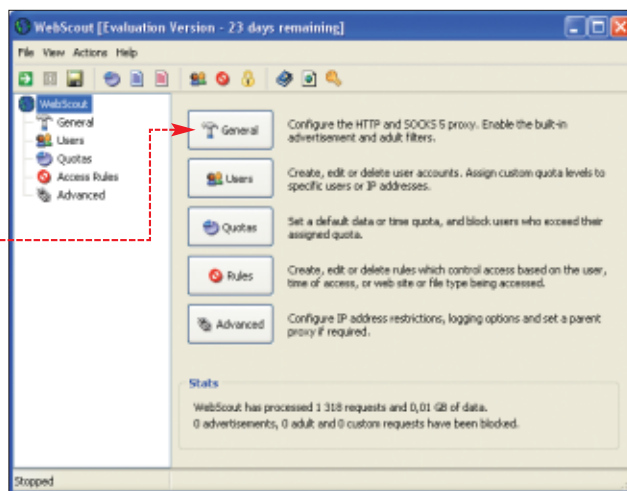 WebScout [Evaluation Version - 23 days remaining]
File View Actions Help
WebScout
General
Users
Quotas
Access Rules
Advanced
General
Configure the HTTP and SOCKS 5 proxy. Enable the built-in
advertisement and adult filters.
Users
Create, edit or delete user accounts. Assign custom quota levels to
specific users or IP addresses.
Quotas
Set a default data or time quota, and block users who exceed their
assigned quota.
Rules
Create, edit or delete rules which control access based on the user,
time of access, or web site or file type being accessed.
Advanced
Configure IP address restrictions, logging options and set a parent
proxy if required.
Stats
WebScout has processed 1 318 requests and 0,01 GB of data.
0 advertisements, 0 adult and 0 custom requests have been blocked.
Stopped